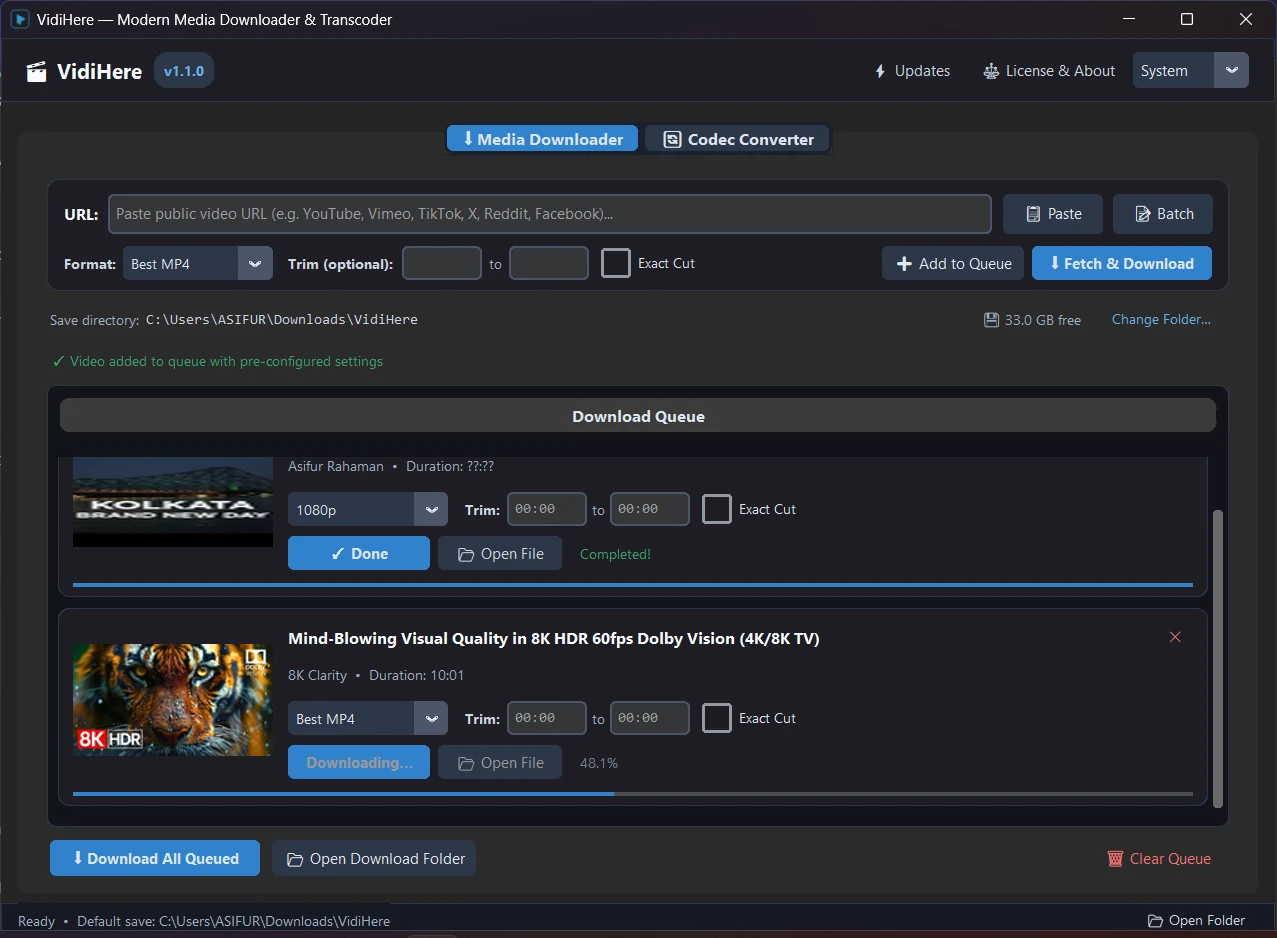 VidiHere — Modern Media Downloader & Transcoder
VidiHere v1.1.0 Updates License & About System
Media Downloader Codec Converter
URL: Paste public video URL (e.g. YouTube, Vimeo, TikTok, X, Reddit, Facebook)... Paste Batch
Format: Best MP4 Trim (optional): to Exact Cut Add to Queue Fetch & Download
Save directory: C:\Users\ASIFUR\Downloads\VidiHere 33.0 GB free Change Folder...
✓ Video added to queue with pre-configured settings
Download Queue
Asifur Rahaman • Duration: ??:??
KOLKATA
BRAND NEW DAY
1080p Trim: 00:00 to 00:00 Exact Cut
✓ Done Open File Completed!
Mind-Blowing Visual Quality in 8K HDR 60fps Dolby Vision (4K/8K TV)
8K Clarity • Duration: 10:01
8K HDR
Best MP4 Trim: 00:00 to 00:00 Exact Cut
Downloading... Open File 48.1%
Download All Queued Open Download Folder Clear Queue
Ready • Default save: C:\Users\ASIFUR\Downloads\VidiHere Open Folder